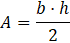 A = b · h / 2